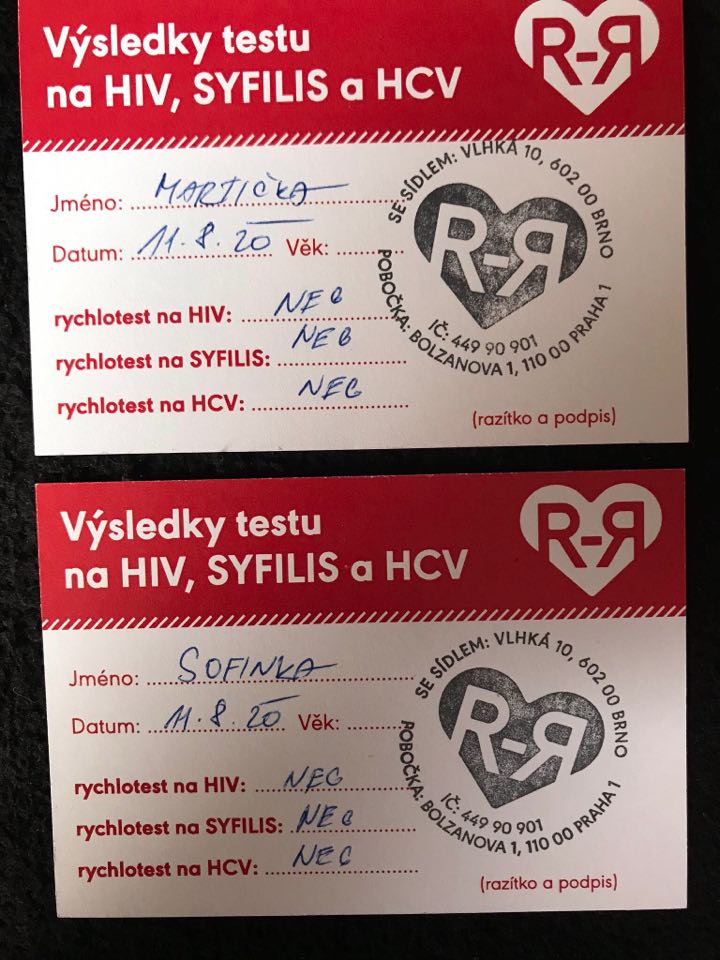 Výsledky testu
na HIV, SYFILIS a HCV
R-Я
Jméno: MARTIČKA
Datum: 11.8.20 Věk:
rychlotest na HIV: NEG
rychlotest na SYFILIS: NEG
rychlotest na HCV: NEG
SE SÍDLEM: VLHKÁ 10, 602 00 BRNO
R-Я
IČ: 449 90 901
POBOČKA: BOLZANOVA 1, 110 00 PRAHA 1
(razítko a podpis)
Výsledky testu
na HIV, SYFILIS a HCV
R-Я
Jméno: SOFINKA
Datum: 11.8.20 Věk:
rychlotest na HIV: NEG
rychlotest na SYFILIS: NEG
rychlotest na HCV: NEG
SE SÍDLEM: VLHKÁ 10, 602 00 BRNO
R-Я
IČ: 449 90 901
POBOČKA: BOLZANOVA 1, 110 00 PRAHA 1
(razítko a podpis)